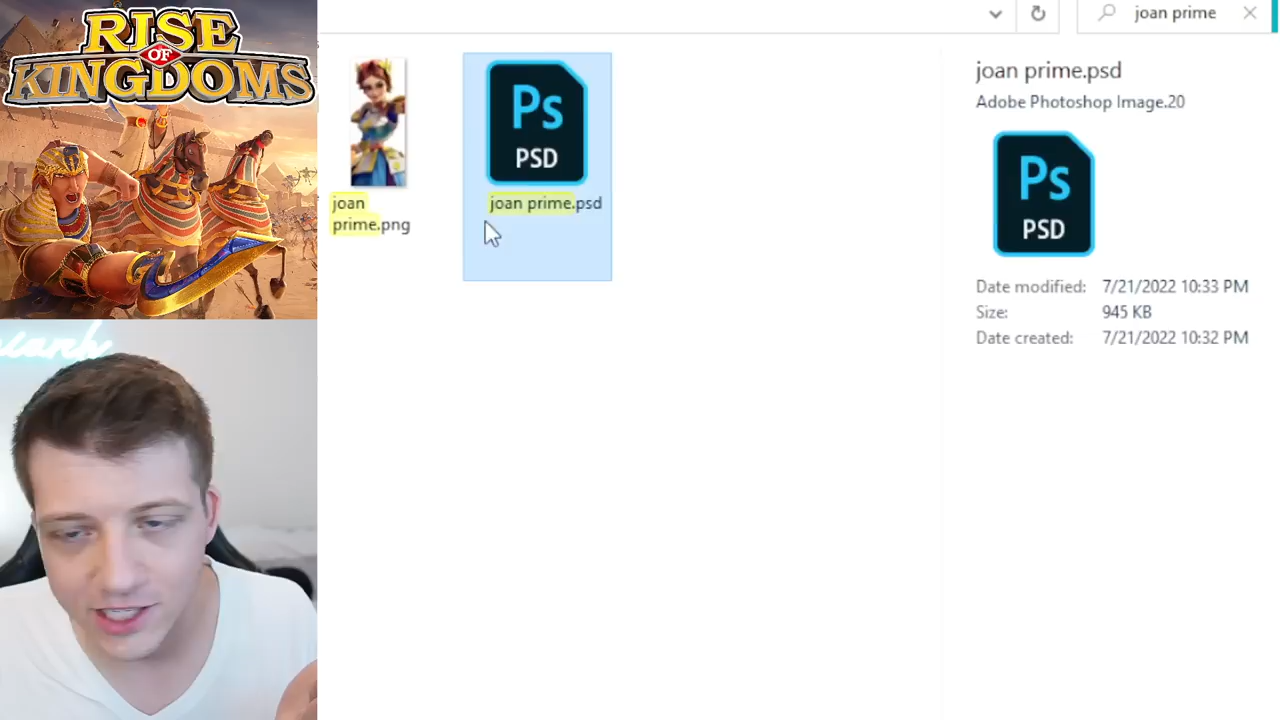 RISE
OF
KINGDOMS
joan prime
joan
prime.png
Ps
PSD
joan prime.psd
joan prime.psd
Adobe Photoshop Image.20
Ps
PSD
Date modified: 7/21/2022 10:33 PM
Size: 945 KB
Date created: 7/21/2022 10:32 PM